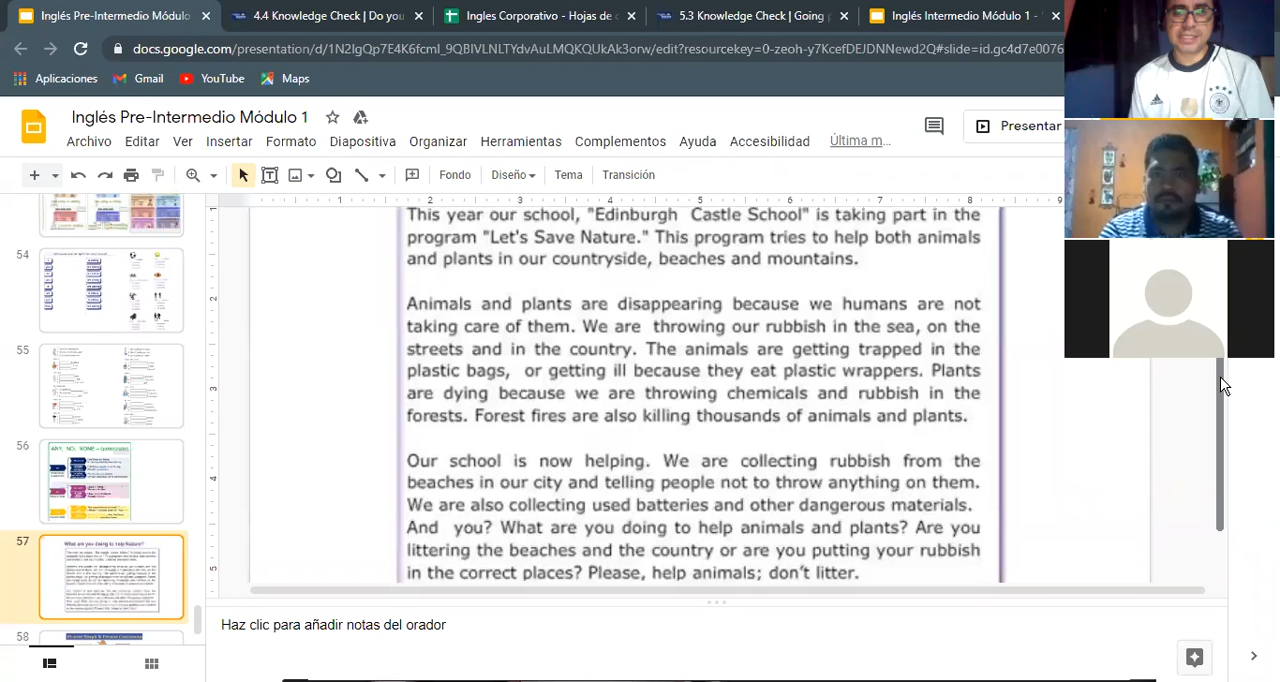 Inglés Pre-Intermedio Módulo
4.4 Knowledge Check | Do you
Ingles Corporativo - Hojas de
5.3 Knowledge Check | Going
Inglés Intermedio Módulo 1 -
docs.google.com/presentation/d/1N2IgQp7E4K6fcmI_9QBIVLNLTYdvAuLMQKQUkAk3orw/edit?resourcekey=0-zeoh-y7KcefDEJDNNewd2Q#slide=id.gc4d7e0076
Aplicaciones
Gmail
YouTube
Maps
Inglés Pre-Intermedio Módulo 1
Archivo Editar Ver Insertar Formato Diapositiva Organizar Herramientas Complementos Ayuda Accesibilidad Última m...
Presentar
Fondo Diseño Tema Transición
1 2 3 4 5 6 7 8 9
54
55
56
ANY, NO, NONE
57
What are you doing to help Nature?
58
This year our school, "Edinburgh Castle School" is taking part in the
program "Let's Save Nature." This program tries to help both animals
and plants in our countryside, beaches and mountains.
Animals and plants are disappearing because we humans are not
taking care of them. We are throwing our rubbish in the sea, on the
streets and in the country. The animals are getting trapped in the
plastic bags, or getting ill because they eat plastic wrappers. Plants
are dying because we are throwing chemicals and rubbish in the
forests. Forest fires are also killing thousands of animals and plants.
Our school is now helping. We are collecting rubbish from the
beaches in our city and telling people not to throw anything on them.
We are also collecting used batteries and other dangerous materials.
And you? What are you doing to help animals and plants? Are you
littering the streets and the country or are you putting your rubbish
in the correct places? Please, help animals; don't litter.
Haz clic para añadir notas del orador